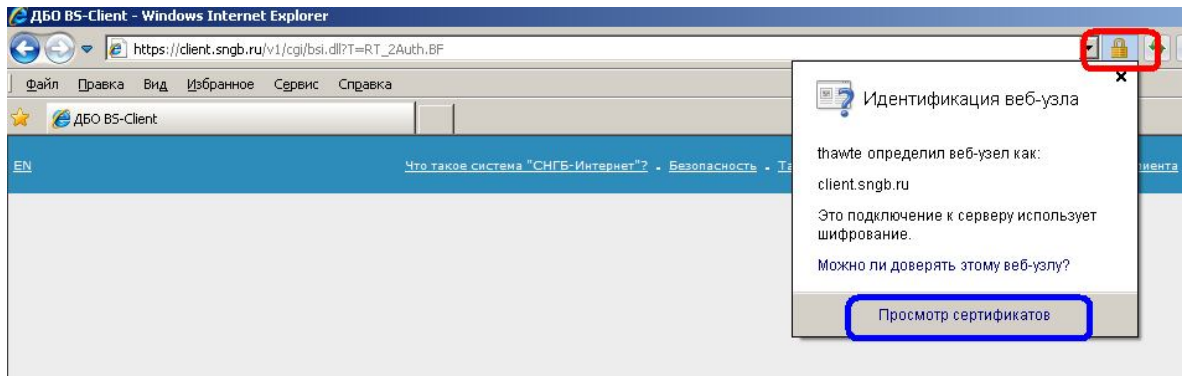 ДБО BS-Client - Windows Internet Explorer
https://client.sngb.ru/v1/cgi/bsi.dll?T=RT_2Auth.BF
Файл Правка Вид Избранное Сервис Справка
ДБО BS-Client
EN Что такое система "СНГБ-Интернет"? Безопасность
Идентификация веб-узла
thawte определил веб-узел как:
client.sngb.ru
Это подключение к серверу использует
шифрование.
Можно ли доверять этому веб-узлу?
Просмотр сертификатов